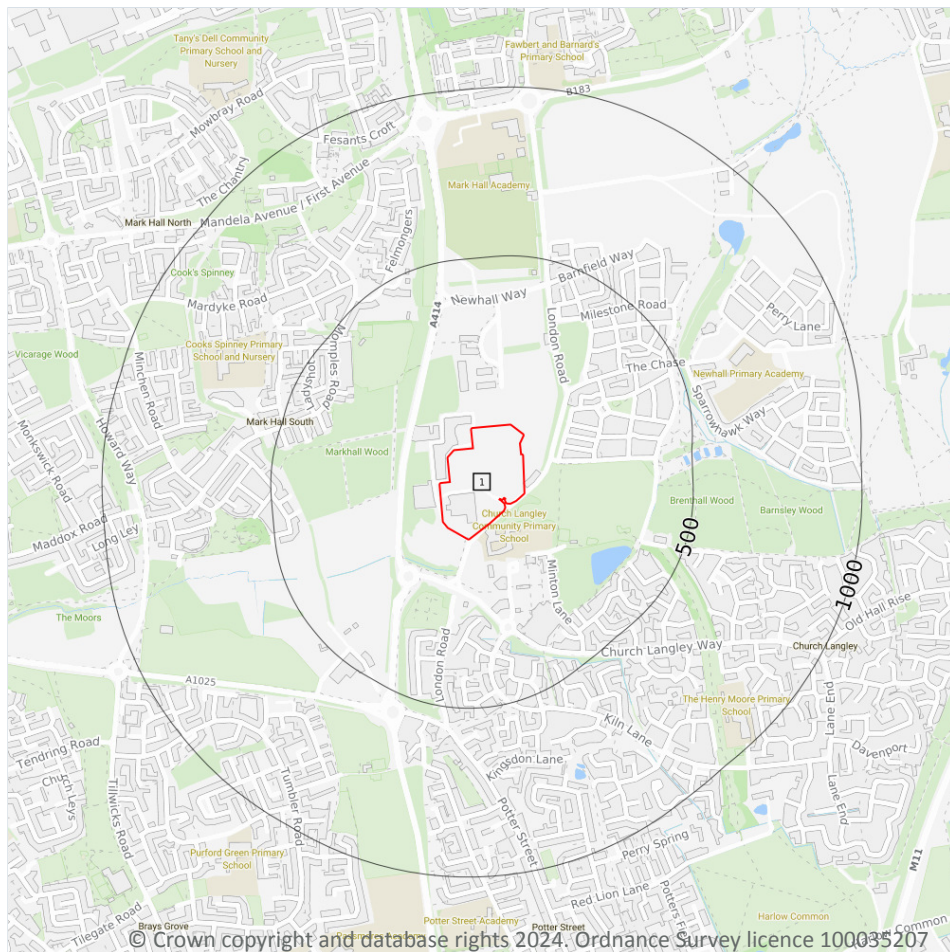 Tany's Dell Community
Primary School and
Nursery
Fawbert and Barnard's
Primary School
B183
Mowbray Road
Fesants Croft
The Chantry
Mandela Avenue / First Avenue
Mark Hall Academy
Mark Hall North
Felmongers
Cook's Spinney
Barnfield Way
Newhall Way
Mardyke Road
A414
Milestone Road
Perry Lane
London Road
Momples Road
Ladyshot
Vicarage Wood
Minchen Road
Cooks Spinney Primary
School and Nursery
The Chase
Newhall Primary Academy
Sparrowhawk Way
Mark Hall South
Howard Way
Monkswick Road
Markhall Wood
1
Brenthall Wood
Barnsley Wood
Church Langley
Community Primary
School
Maddox Road
Long Ley
500
1000
Minton Lane
Old Hall Rise
The Moors
London Road
Church Langley Way
Church Langley
A1025
The Henry Moore Primary
School
Lane End
Kiln Lane
Tendring Road
Davenport
Kingsdon Lane
Church Leys
Tillwicks Road
Tumbler Road
Lane End
Potter Street
Perry Spring
M11
Purford Green Primary
School
Red Lion Lane
Tilegate Road
Brays Grove
Potter Street Academy
Potter Street
Harlow Common
© Crown copyright and database rights 2024. Ordnance Survey licence 100035207